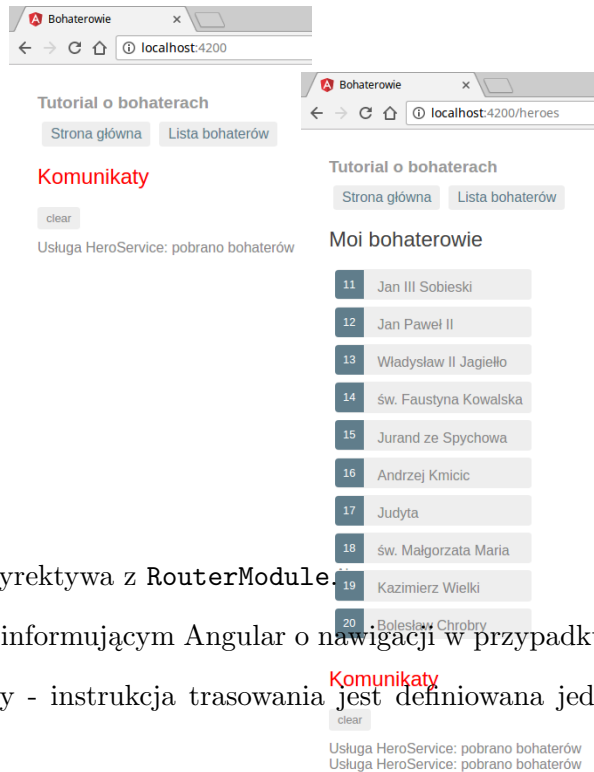 Bohaterowie
localhost:4200
Tutorial o bohaterach
Strona główna Lista bohaterów
Komunikaty
clear
Usługa HeroService: pobrano bohaterów
Bohaterowie
localhost:4200/heroes
Tutorial o bohaterach
Strona główna Lista bohaterów
Moi bohaterowie
11 Jan III Sobieski
12 Jan Paweł II
13 Władysław II Jagiełło
14 św. Faustyna Kowalska
15 Jurand ze Spychowa
16 Andrzej Kmicic
17 Judyta
18 św. Małgorzata Maria
19 Kazimierz Wielki
20 Bolesław Chrobry
Komunikaty
clear
Usługa HeroService: pobrano bohaterów
Usługa HeroService: pobrano bohaterów
yrektywa z RouterModule.
informującym Angular o nawigacji w przypadku
y - instrukcja trasowania jest definiowana jed